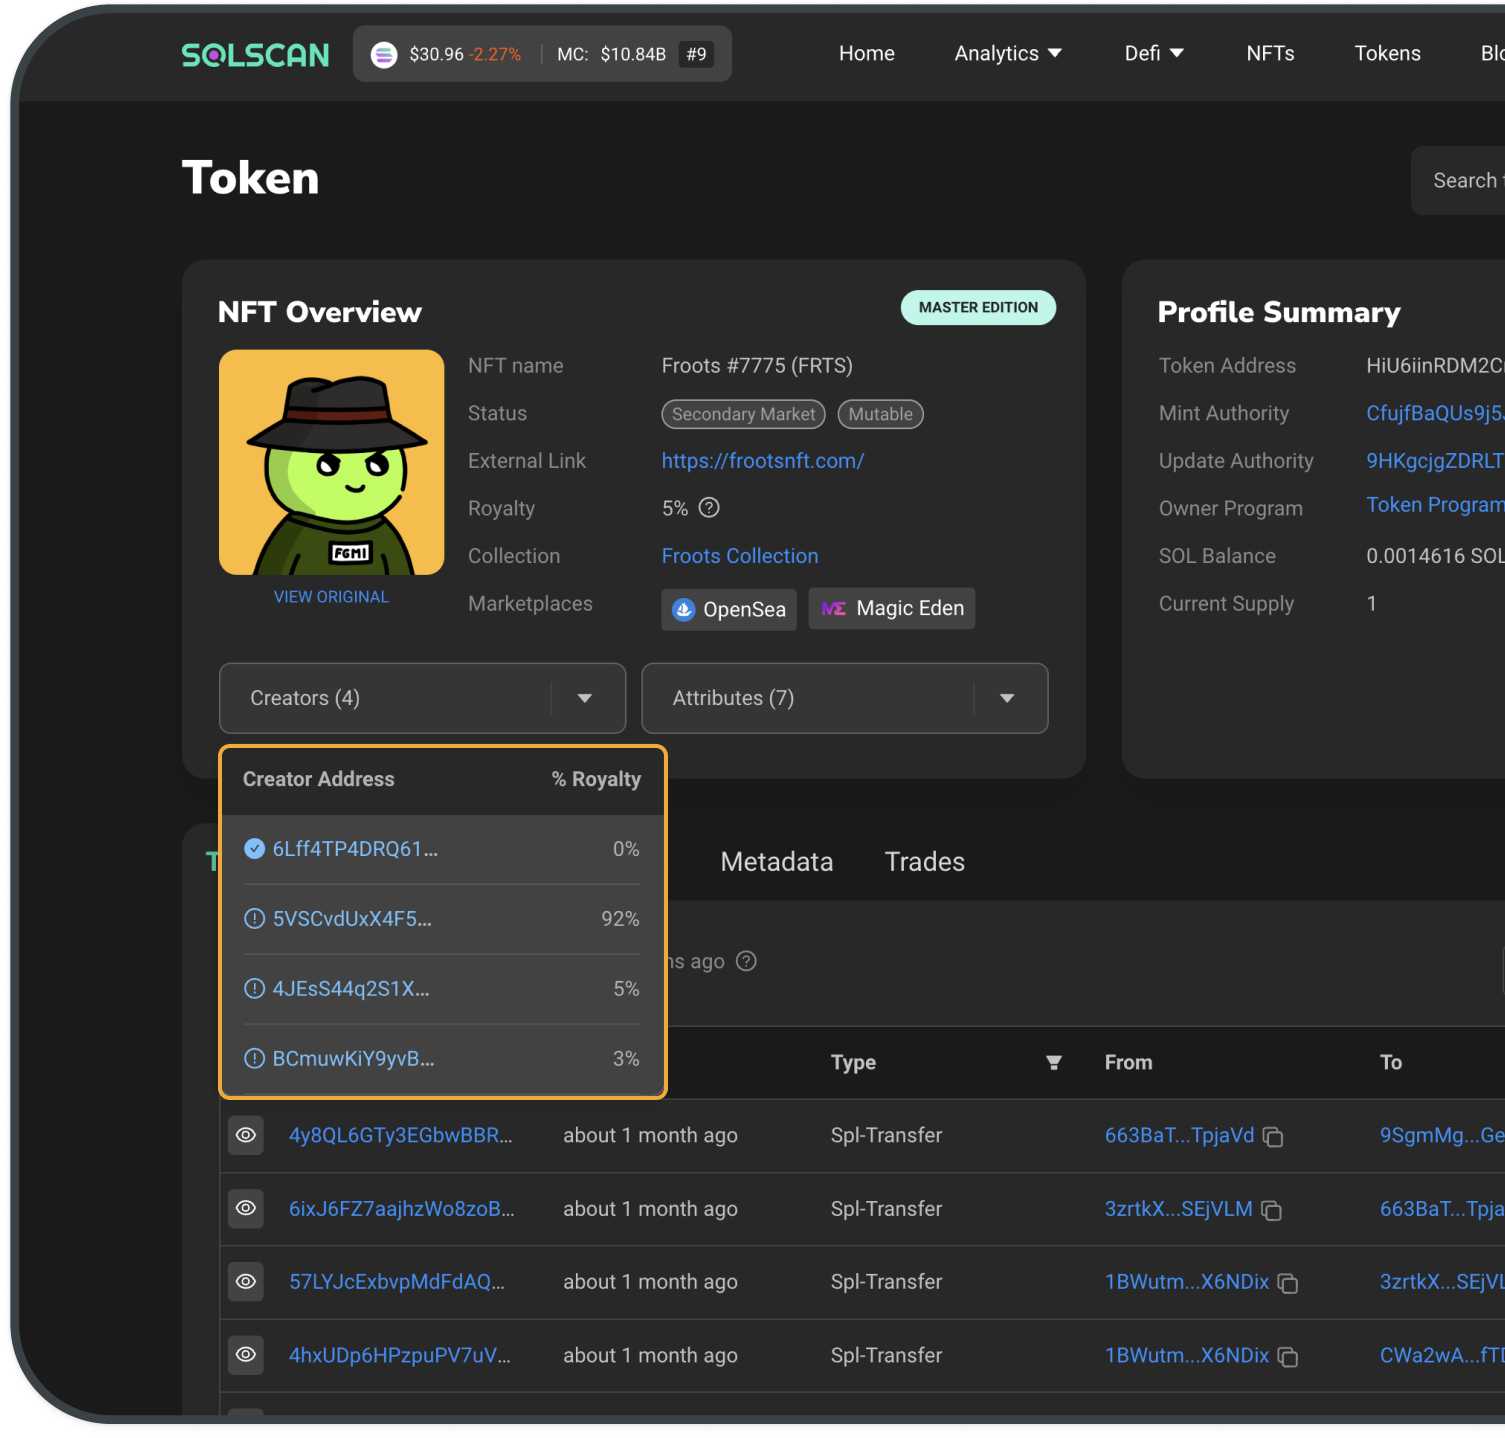 SOLSCAN $30.96 -2.27% MC: $10.84B #9 Home Analytics Defi NFTs Tokens
Token
Search
NFT Overview MASTER EDITION
NFT name Froots #7775 (FRTS)
Status Secondary Market Mutable
External Link https://frootsnft.com/
Royalty 5%
Collection Froots Collection
Marketplaces OpenSea Magic Eden
FGMI
VIEW ORIGINAL
Creators (4) Attributes (7)
Profile Summary
Token Address HiU6iinRDM2C
Mint Authority CfujfBaQUs9j5
Update Authority 9HKgcjgZDRLT
Owner Program Token Program
SOL Balance 0.0014616 SOL
Current Supply 1
Creator Address % Royalty
6Lff4TP4DRQ61... 0%
5VSCvdUxX4F5... 92%
4JEsS44q2S1X... 5%
BCmuwKiY9yvB... 3%
Metadata Trades
ago
Type From To
4y8QL6GTy3EGbwBBR... about 1 month ago Spl-Transfer 663BaT...TpjaVd 9SgmMg...Ge
6ixJ6FZ7aajhzWo8zoB... about 1 month ago Spl-Transfer 3zrtkX...SEjVLM 663BaT...Tpja
57LYJcExbvpMdFdAQ... about 1 month ago Spl-Transfer 1BWutm...X6NDix 3zrtkX...SEjVL
4hxUDp6HPzpuPV7uV... about 1 month ago Spl-Transfer 1BWutm...X6NDix CWa2wA...fT